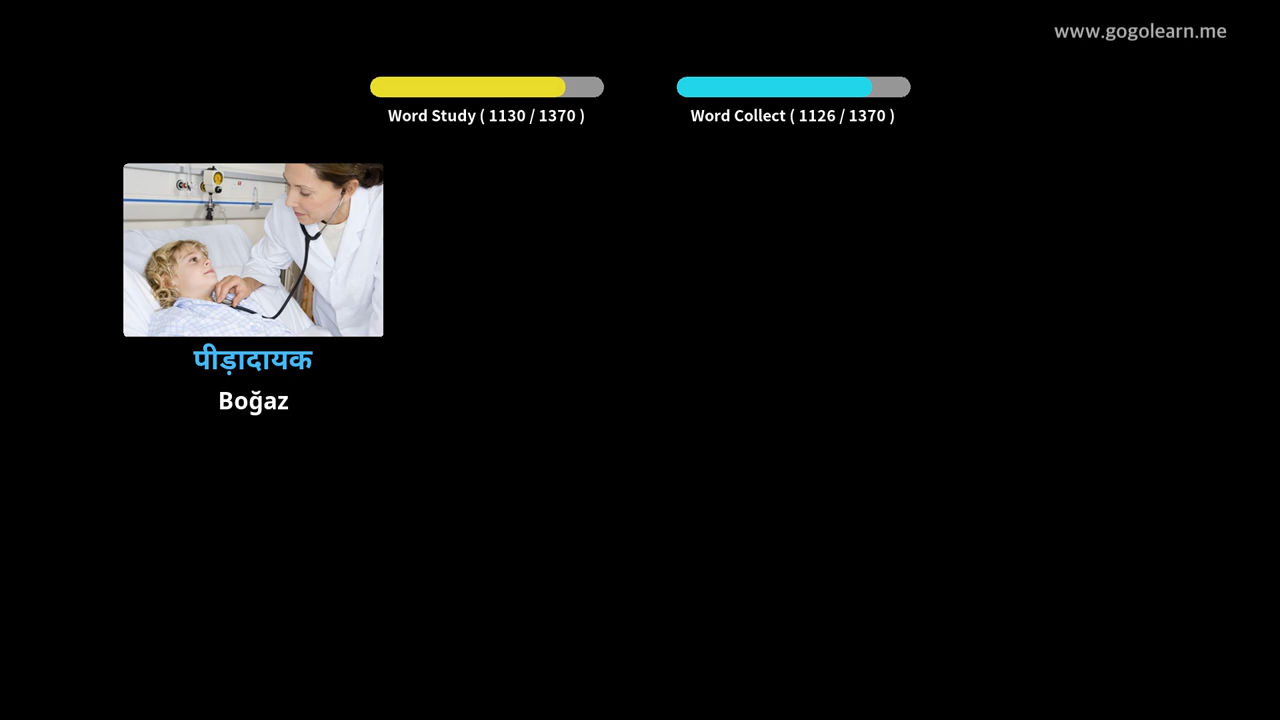 www.gogolearn.me
Word Study ( 1130 / 1370 )
Word Collect ( 1126 / 1370 )
पीड़ादायक
Boğaz